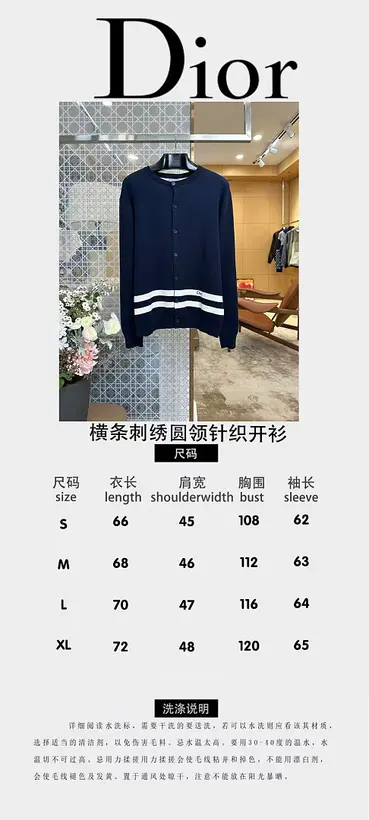 Dior
横条刺绣圆领针织开衫
尺码
尺码 衣长 肩宽 胸围 袖长
size length shoulderwidth bust sleeve
S 66 45 108 62
M 68 46 112 63
L 70 47 116 64
XL 72 48 120 65
洗涤说明
详细阅读水洗标，需要干洗的要送洗，若可以水洗则应看该其材质，
选择适当的清洁剂，以免伤害毛料。忌水温太高，要用30-40度的温水，水
温切不可过高。忌用力揉搓用力揉搓会使毛线粘并和掉色，不能用漂白剂，
会使毛线褪色及发黄。置于通风处晾干，注意不能放在阳光暴晒。